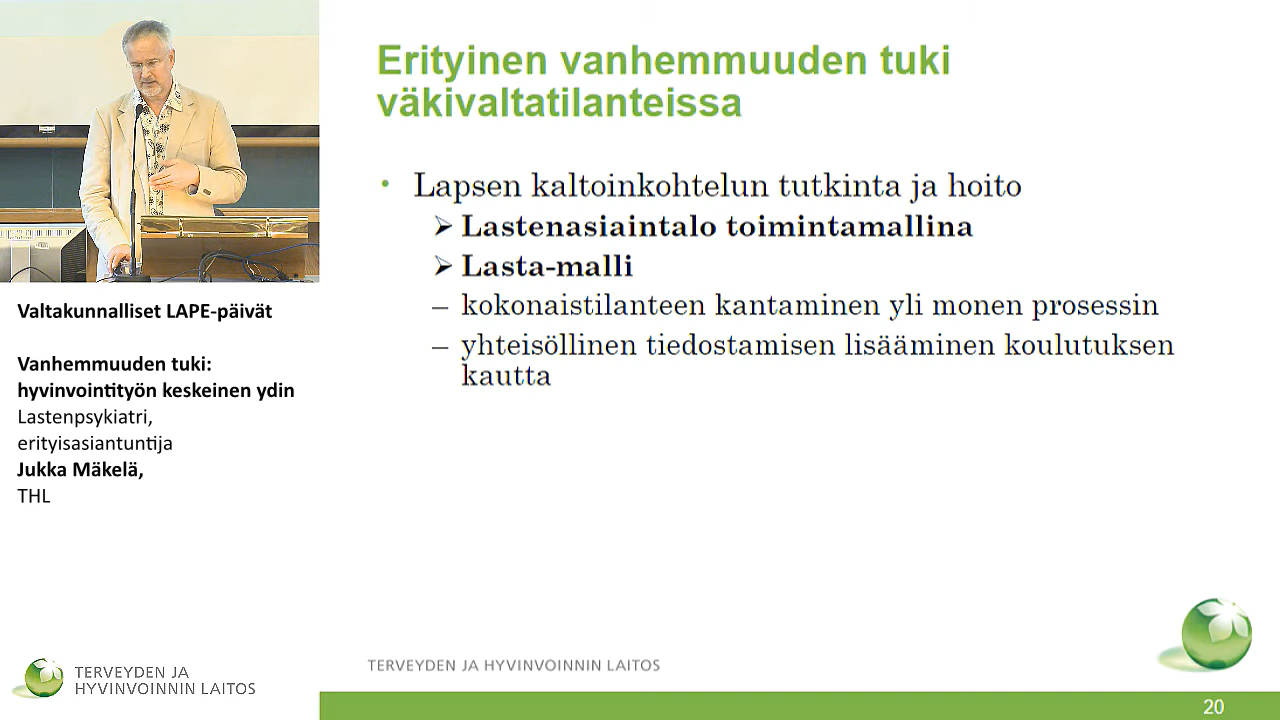 Erityinen vanhemmuuden tuki
väkivaltatilanteissa
• Lapsen kaltoinkohtelun tutkinta ja hoito
➢ Lastenasiaintalo toimintamallina
➢ Lasta-malli
– kokonaistilanteen kantaminen yli monen prosessin
– yhteisöllinen tiedostamisen lisääminen koulutuksen
kautta
Valtakunnalliset LAPE-päivät
Vanhemmuuden tuki:
hyvinvointityön keskeinen ydin
Lastenpsykiatri,
erityisasiantuntija
Jukka Mäkelä,
THL
TERVEYDEN JA
HYVINVOINNIN LAITOS
TERVEYDEN JA HYVINVOINNIN LAITOS
20